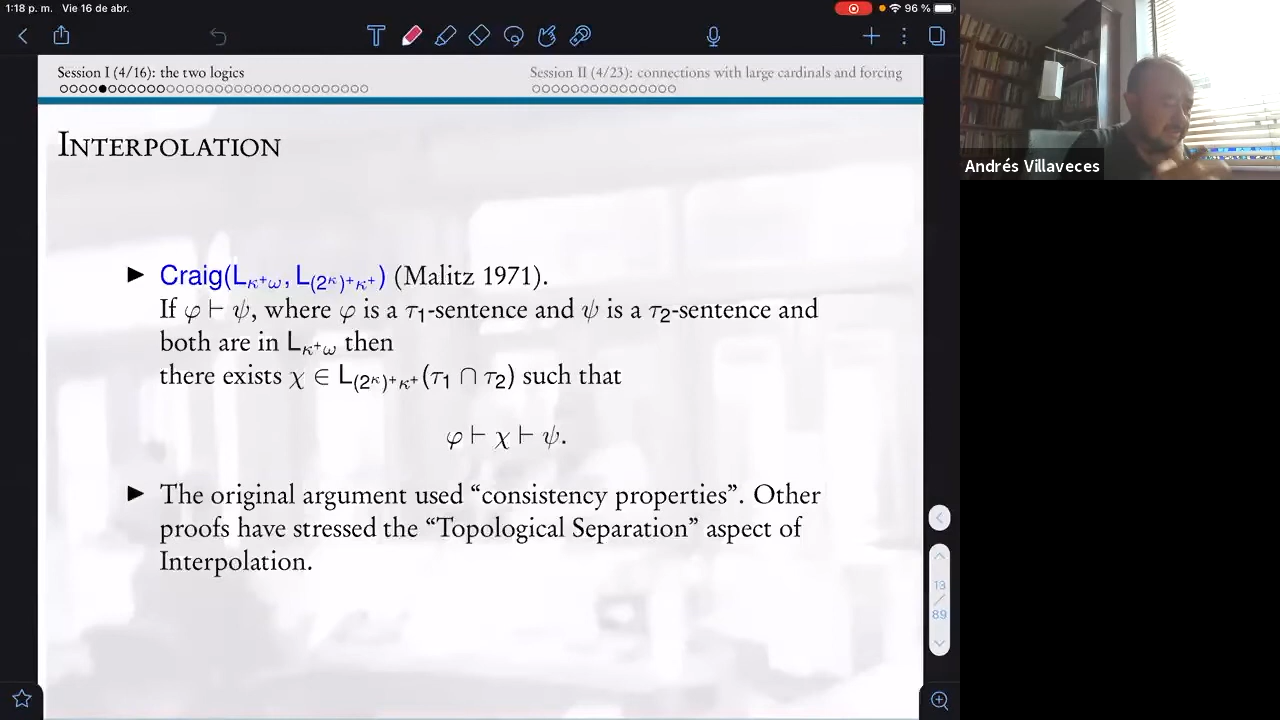 1:18 p. m. Vie 16 de abr.
96 %
Session I (4/16): the two logics
Session II (4/23): connections with large cardinals and forcing
INTERPOLATION
Andrés Villaveces
► Craig(L_{κ⁺ω}, L_{(2^κ)⁺κ⁺}) (Malitz 1971).
If φ ⊢ ψ, where φ is a τ₁-sentence and ψ is a τ₂-sentence and
both are in L_{κ⁺ω} then
there exists χ ∈ L_{(2^κ)⁺κ⁺}(τ₁ ∩ τ₂) such that
φ ⊢ χ ⊢ ψ.
► The original argument used “consistency properties”. Other
proofs have stressed the “Topological Separation” aspect of
Interpolation.
13
/
89